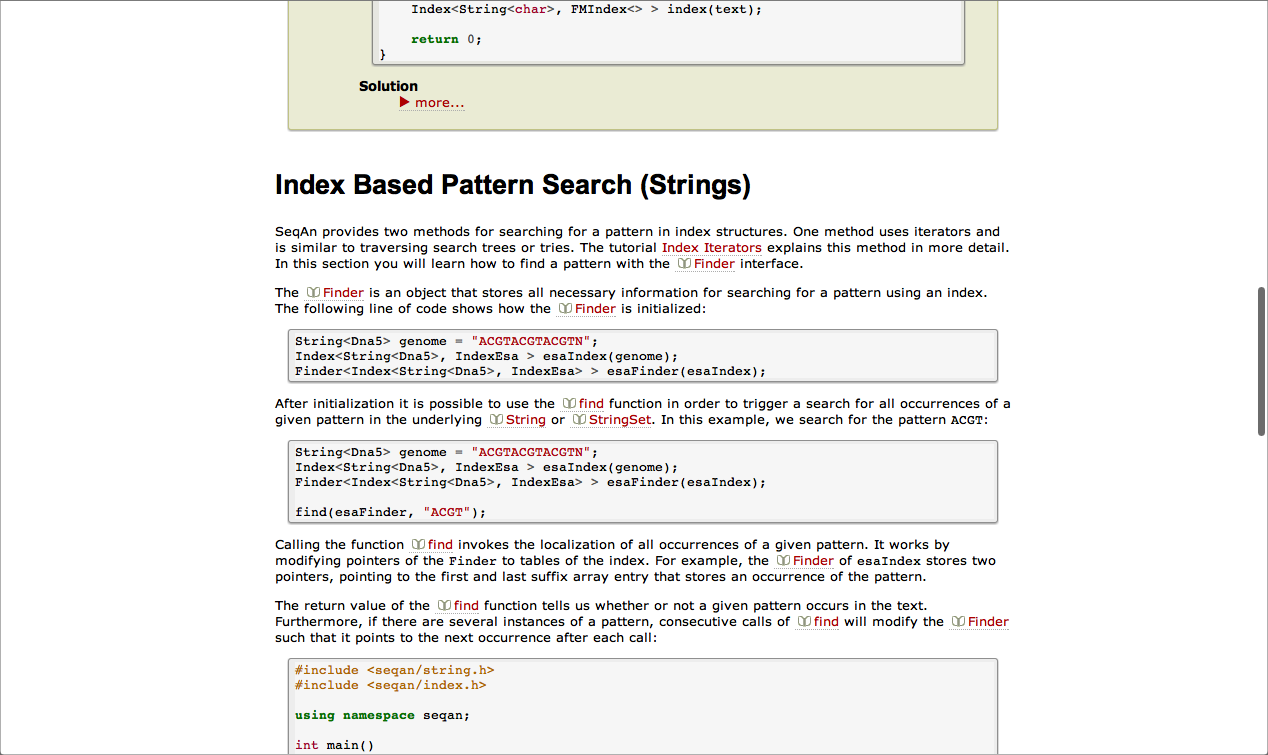 Index<String<char>, FMIndex<> > index(text);
return 0;
}
Solution
more...
Index Based Pattern Search (Strings)
SeqAn provides two methods for searching for a pattern in index structures. One method uses iterators and
is similar to traversing search trees or tries. The tutorial Index Iterators explains this method in more detail.
In this section you will learn how to find a pattern with the Finder interface.
The Finder is an object that stores all necessary information for searching for a pattern using an index.
The following line of code shows how the Finder is initialized:
String<Dna5> genome = "ACGTACGTACGTN";
Index<String<Dna5>, IndexEsa > esaIndex(genome);
Finder<Index<String<Dna5>, IndexEsa> > esaFinder(esaIndex);
After initialization it is possible to use the find function in order to trigger a search for all occurrences of a
given pattern in the underlying String or StringSet. In this example, we search for the pattern ACGT:
String<Dna5> genome = "ACGTACGTACGTN";
Index<String<Dna5>, IndexEsa > esaIndex(genome);
Finder<Index<String<Dna5>, IndexEsa> > esaFinder(esaIndex);
find(esaFinder, "ACGT");
Calling the function find invokes the localization of all occurrences of a given pattern. It works by
modifying pointers of the Finder to tables of the index. For example, the Finder of esaIndex stores two
pointers, pointing to the first and last suffix array entry that stores an occurrence of the pattern.
The return value of the find function tells us whether or not a given pattern occurs in the text.
Furthermore, if there are several instances of a pattern, consecutive calls of find will modify the Finder
such that it points to the next occurrence after each call:
#include <seqan/string.h>
#include <seqan/index.h>
using namespace seqan;
int main()